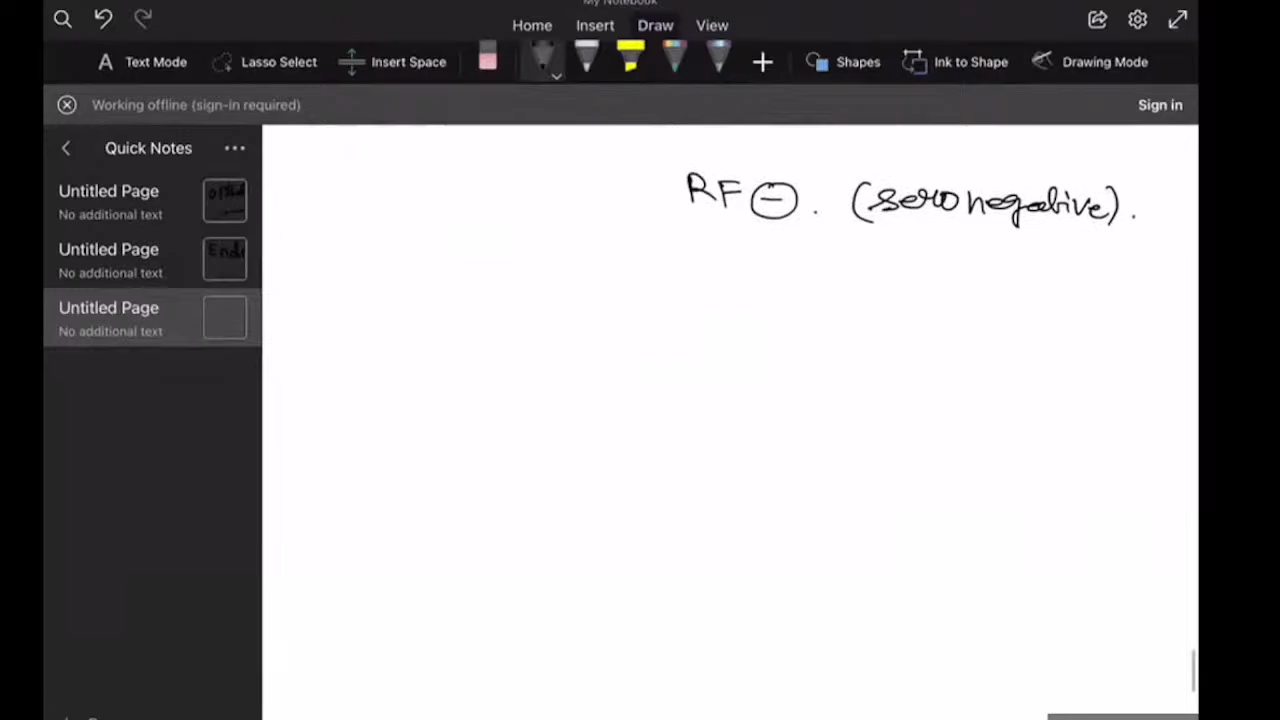 My Notebook
Home Insert Draw View
Text Mode Lasso Select Insert Space Shapes Ink to Shape Drawing Mode
Working offline (sign-in required) Sign in
Quick Notes
Untitled Page
No additional text
Untitled Page
No additional text
Untitled Page
No additional text
RF ⊖ . (seronegative).